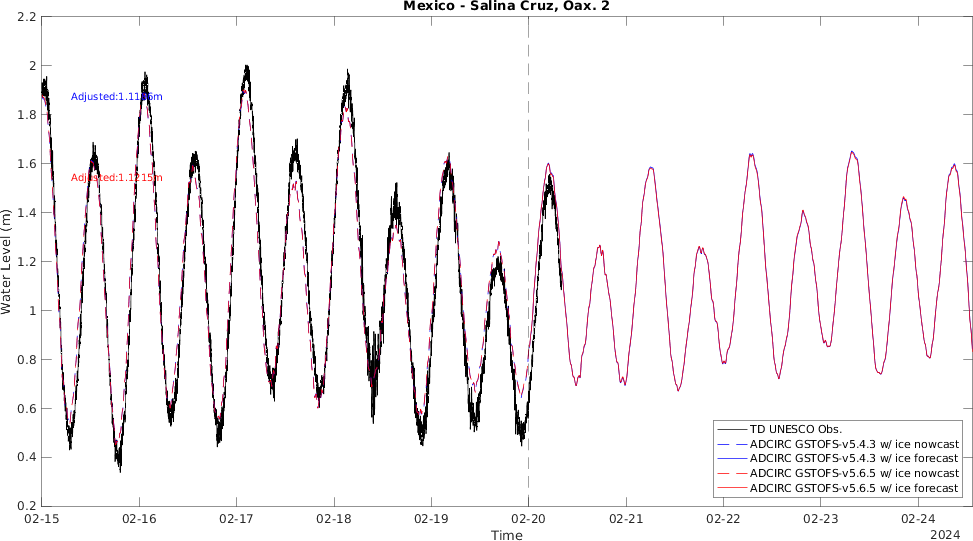 Mexico - Salina Cruz, Oax. 2
2.2
2
1.8
1.6
1.4
1.2
1
0.8
0.6
0.4
0.2
Water Level (m)
Adjusted:1.1
Adjusted:1.1215m
TD UNESCO Obs.
ADCIRC GSTOFS-v5.4.3 w/ ice nowcast
ADCIRC GSTOFS-v5.4.3 w/ ice forecast
ADCIRC GSTOFS-v5.6.5 w/ ice nowcast
ADCIRC GSTOFS-v5.6.5 w/ ice forecast
02-15 02-16 02-17 02-18 02-19 02-20 02-21 02-22 02-23 02-24
Time
2024